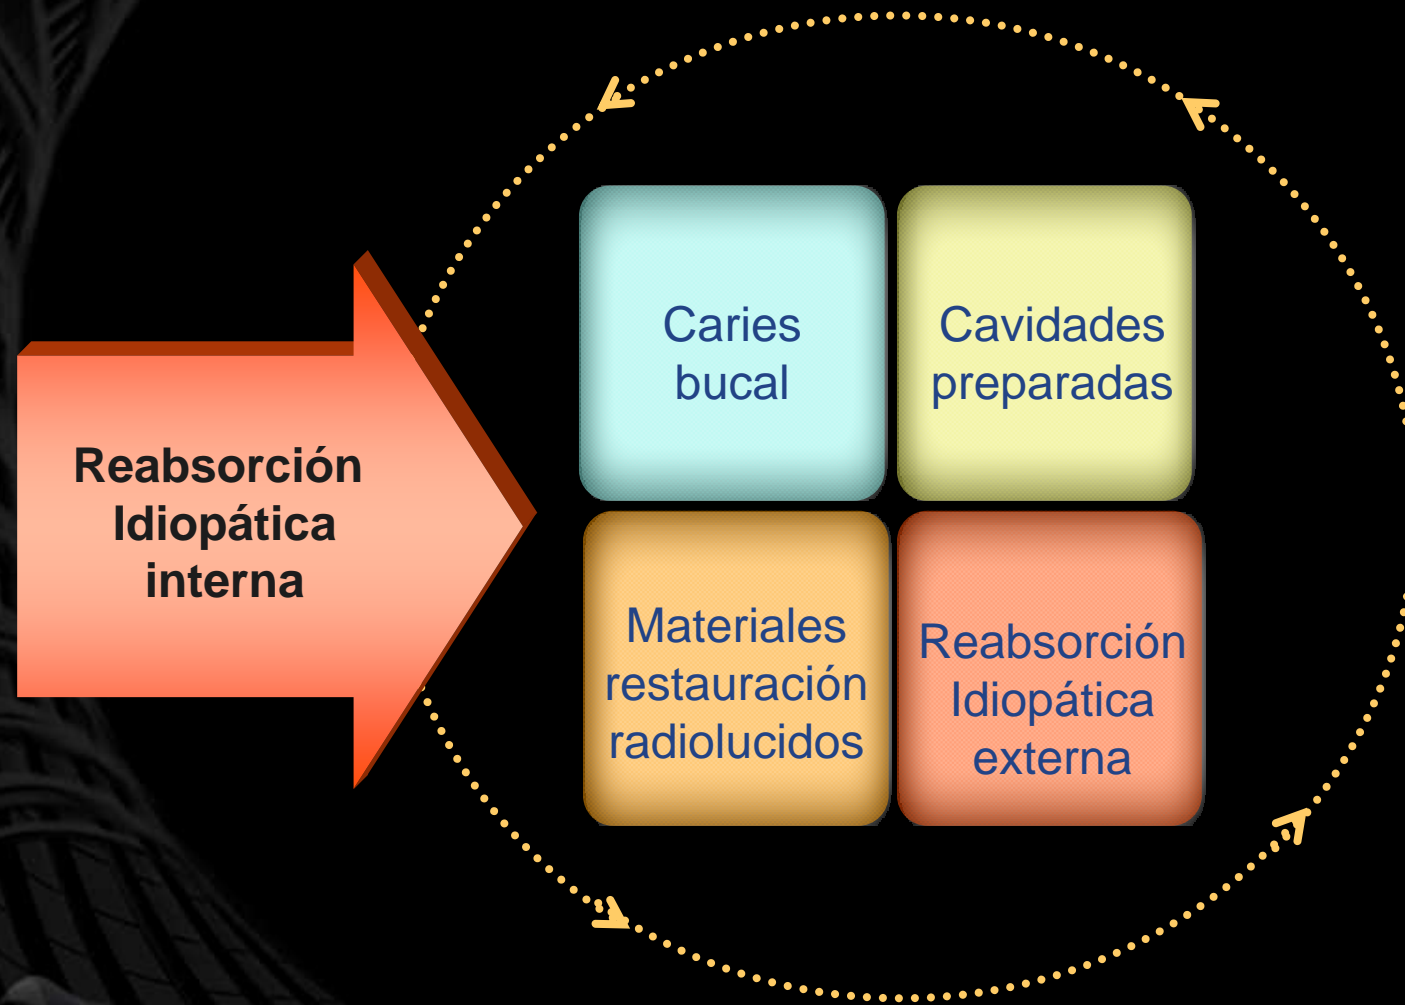 Reabsorción
Idiopática
interna
Caries
bucal
Cavidades
preparadas
Materiales
restauración
radiolucidos
Reabsorción
Idiopática
externa